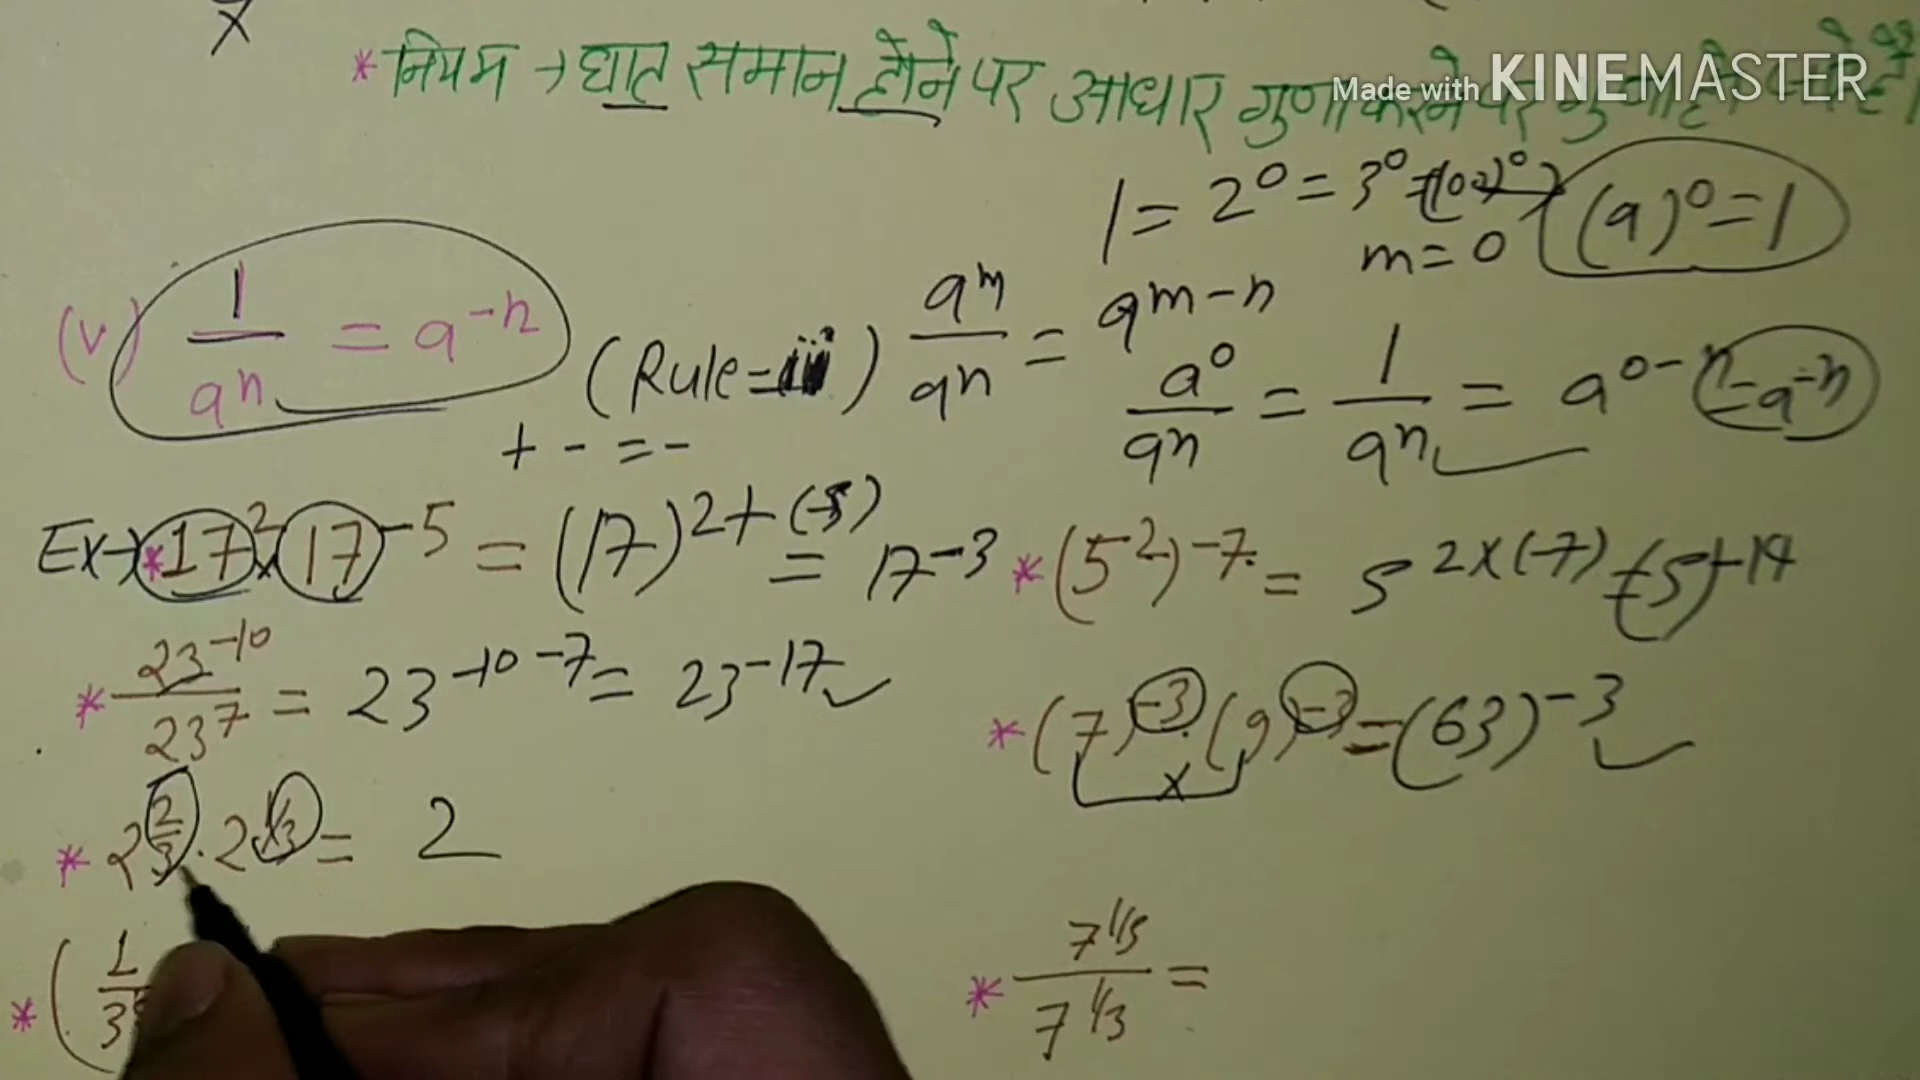 x
*नियम → घात समान होने पर आधार गुणा करने पर गुणा हो
Made with KINEMASTER
1 = 2⁰ = 3⁰ = (a)⁰ = 1
m = 0
(v) 1/aⁿ = a⁻ⁿ (Rule = iii) aᵐ/aⁿ = aᵐ⁻ⁿ
a⁰/aⁿ = 1/aⁿ = a⁰⁻ⁿ = a⁻ⁿ
+ - = -
Ex→ *17² × 17⁻⁵ = (17)²⁺⁽⁻⁵⁾ = 17⁻³
*(5²)⁻⁷ = 5²ˣ⁽⁻⁷⁾ = (5)⁻¹⁴
* 23⁻¹⁰/23⁷ = 23⁻¹⁰⁻⁷ = 23⁻¹⁷
*(7)⁻³.(9)⁻³ = (63)⁻³
x
* 2^(2/3) . 2^(1/3) = 2
* (1/3
* 7^(1/5)/7^(1/3) =